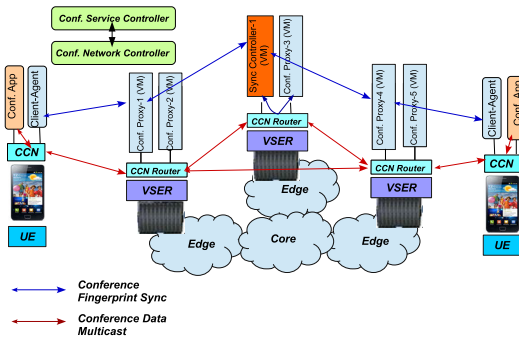 Conf. Service Controller
Conf. Network Controller
Conf. App
Client-Agent
CCN
UE
Conf. Proxy-1 (VM)
Conf. Proxy-2 (VM)
CCN Router
VSER
Edge
Sync Controller-1
(VM)
Conf. Proxy-3 (VM)
CCN Router
VSER
Edge
Core
Conf. Proxy-4 (VM)
Conf. Proxy-5 (VM)
CCN Router
VSER
Edge
Client-Agent
Conf. App
CCN
UE
Conference
Fingerprint Sync
Conference Data
Multicast